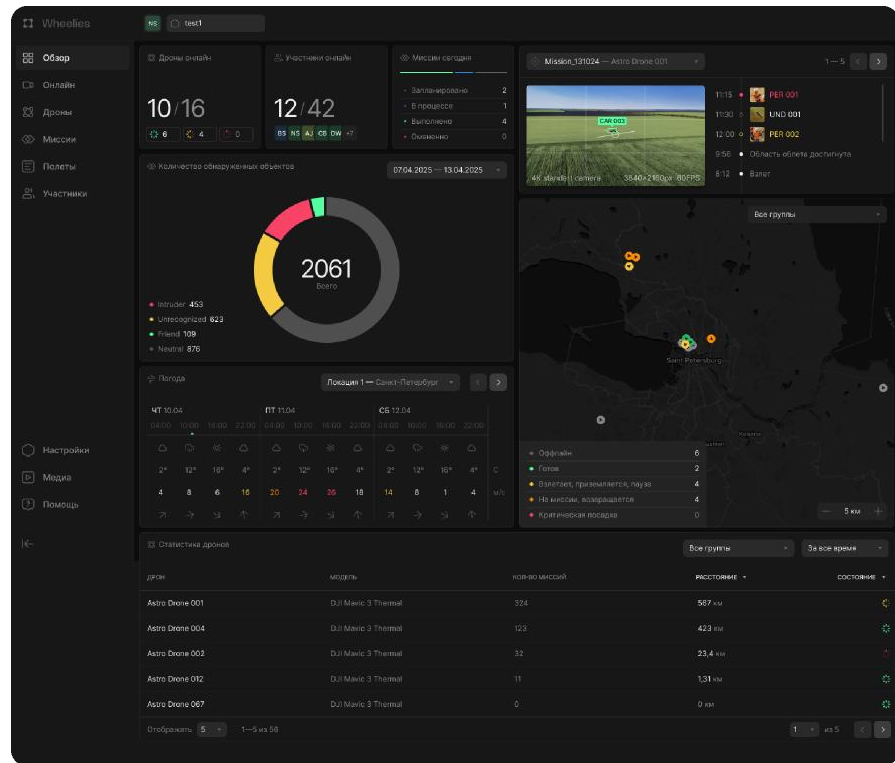 Wheelies
NS test1
Обзор
Онлайн
Дроны
Миссии
Полеты
Участники
Настройки
Медиа
Помощь
Дроны онлайн
10/16
6 4 0
Участники онлайн
12/42
BS NS AJ CB DW +7
Миссии сегодня
Запланировано 2
В процессе 1
Выполнено 4
Отменено 0
Mission_131024 — Astro Drone 001
1—5
CAR 003
4K standart camera 3840×2160px 60FPS
11:15 PER 001
11:30 UND 001
12:00 PER 002
9:56 Область облета достигнута
8:12 Взлет
Количество обнаруженных объектов
07.04.2025 — 13.04.2025
2061
Всего
Intruder 453
Unrecognized 623
Friend 109
Neutral 876
Все группы
Saint Petersburg
Оффлайн 6
Готов 2
Взлетает, приземляется, пауза 4
На миссии, возвращается 4
Критическая посадка 0
5 км
Погода
Локация 1 — Санкт-Петербург
ЧТ 10.04 ПТ 11.04 СБ 12.04
04:00 10:00 16:00 22:00 04:00 10:00 16:00 22:00 04:00 10:00 16:00 22:00
2° 12° 16° 4° 2° 12° 16° 4° 2° 12° 16° 4° C
4 8 6 16 20 24 26 18 14 8 1 4 м/с
Статистика дронов
Все группы
За все время
ДРОН МОДЕЛЬ КОЛ-ВО МИССИЙ РАССТОЯНИЕ СОСТОЯНИЕ
Astro Drone 001 DJI Mavic 3 Thermal 324 567 км
Astro Drone 004 DJI Mavic 3 Thermal 123 423 км
Astro Drone 002 DJI Mavic 3 Thermal 32 23,4 км
Astro Drone 012 DJI Mavic 3 Thermal 11 1,31 км
Astro Drone 067 DJI Mavic 3 Thermal 0 0 км
Отображать 5 1—5 из 56
1 из 5